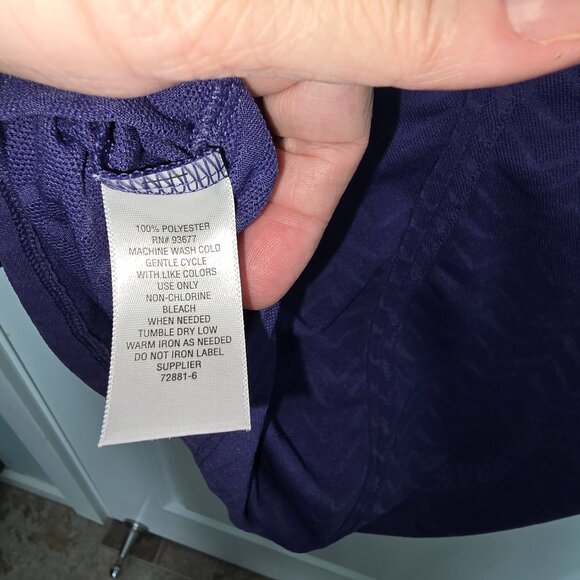 100% POLYESTER
RN# 93677
MACHINE WASH COLD
GENTLE CYCLE
WITH LIKE COLORS
USE ONLY
NON-CHLORINE
BLEACH
WHEN NEEDED
TUMBLE DRY LOW
WARM IRON AS NEEDED
DO NOT IRON LABEL
SUPPLIER
72881-6